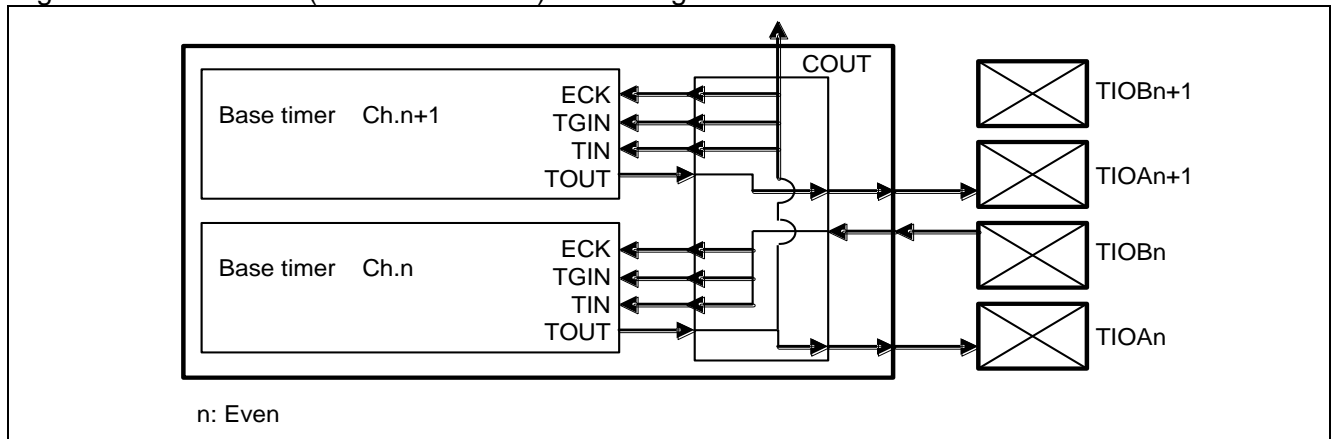 COUT
Base timer Ch.n+1
ECK
TGIN
TIN
TOUT
TIOBn+1
TIOAn+1
Base timer Ch.n
ECK
TGIN
TIN
TOUT
TIOBn
TIOAn
n: Even